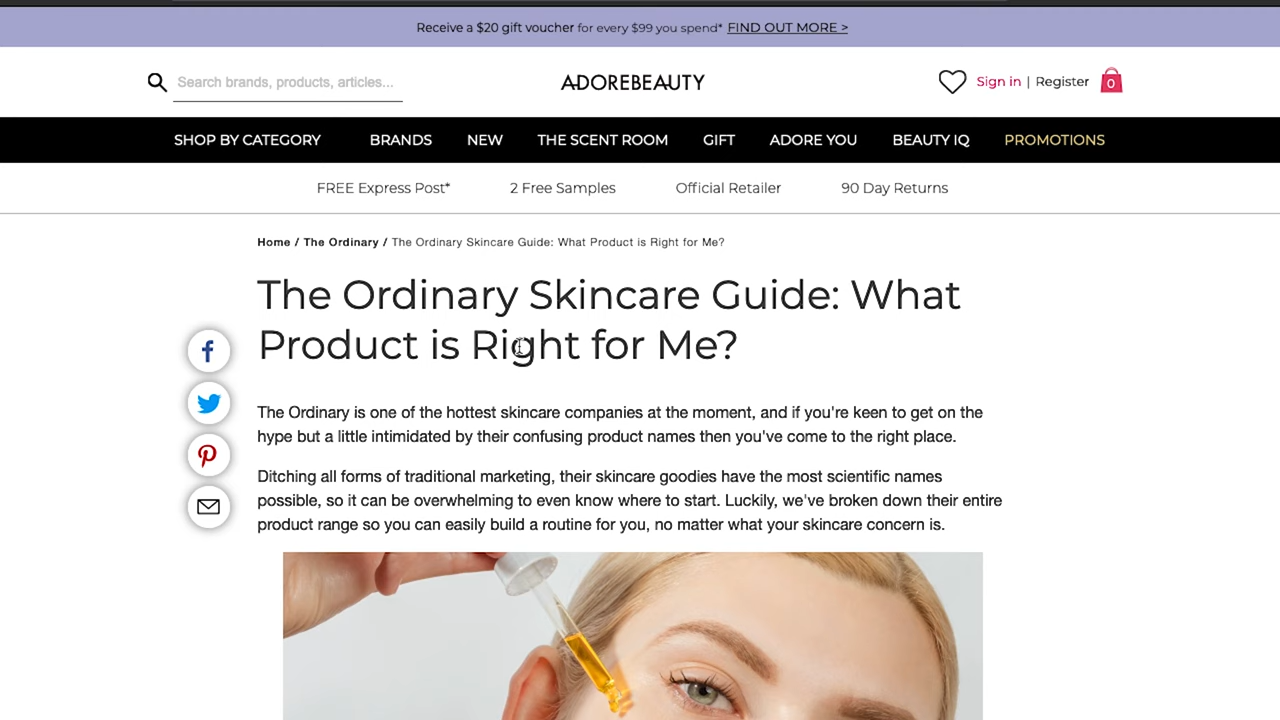 Receive a $20 gift voucher for every $99 you spend* FIND OUT MORE >
Search brands, products, articles...
ADOREBEAUTY
Sign in | Register
0
SHOP BY CATEGORY BRANDS NEW THE SCENT ROOM GIFT ADORE YOU BEAUTY IQ PROMOTIONS
FREE Express Post* 2 Free Samples Official Retailer 90 Day Returns
Home / The Ordinary / The Ordinary Skincare Guide: What Product is Right for Me?
The Ordinary Skincare Guide: What
Product is Right for Me?
The Ordinary is one of the hottest skincare companies at the moment, and if you're keen to get on the
hype but a little intimidated by their confusing product names then you've come to the right place.
Ditching all forms of traditional marketing, their skincare goodies have the most scientific names
possible, so it can be overwhelming to even know where to start. Luckily, we've broken down their entire
product range so you can easily build a routine for you, no matter what your skincare concern is.